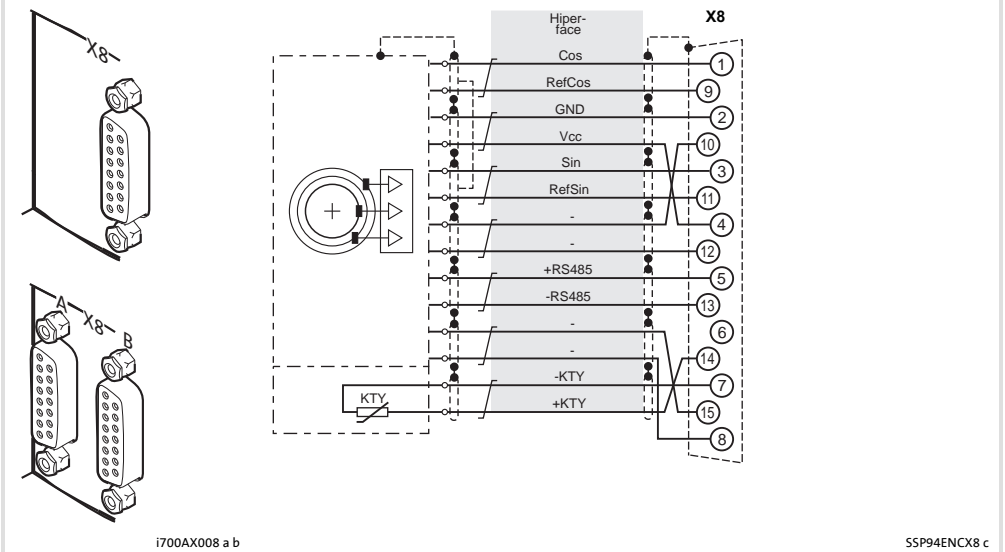 X8
A
X8
B
i700AX008 a b
Hiper-
face
X8
Cos
1
RefCos
9
GND
2
Vcc
10
Sin
3
RefSin
11
-
4
-
12
+RS485
5
-RS485
13
-
6
-
14
-KTY
7
KTY
+KTY
15
8
SSP94ENCX8 c